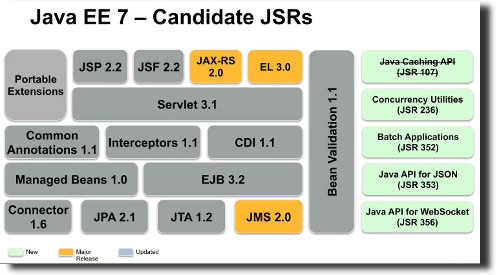 Java EE 7 – Candidate JSRs
Portable
Extensions
JSP 2.2
JSF 2.2
JAX-RS
2.0
EL 3.0
Servlet 3.1
Common
Annotations 1.1
Interceptors 1.1
CDI 1.1
Managed Beans 1.0
EJB 3.2
Connector
1.6
JPA 2.1
JTA 1.2
JMS 2.0
Bean Validation 1.1
Java Caching API
(JSR 107)
Concurrency Utilities
(JSR 236)
Batch Applications
(JSR 352)
Java API for JSON
(JSR 353)
Java API for WebSocket
(JSR 356)
New
Major
Release
Updated